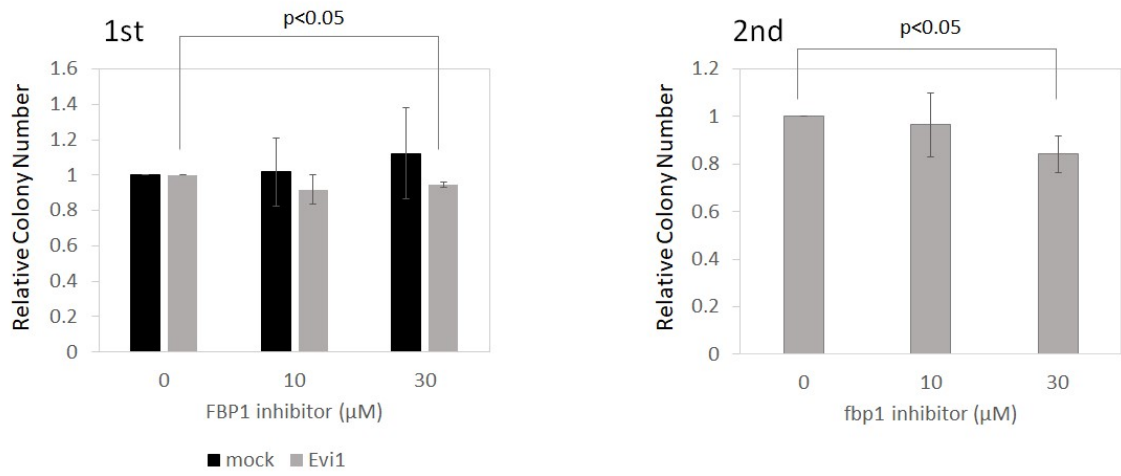 1st
p<0.05
Relative Colony Number
1.6
1.4
1.2
1
0.8
0.6
0.4
0.2
0
0 10 30
FBP1 inhibitor (µM)
mock Evi1
2nd
p<0.05
Relative Colony Number
1.2
1
0.8
0.6
0.4
0.2
0
0 10 30
fbp1 inhibitor (µM)